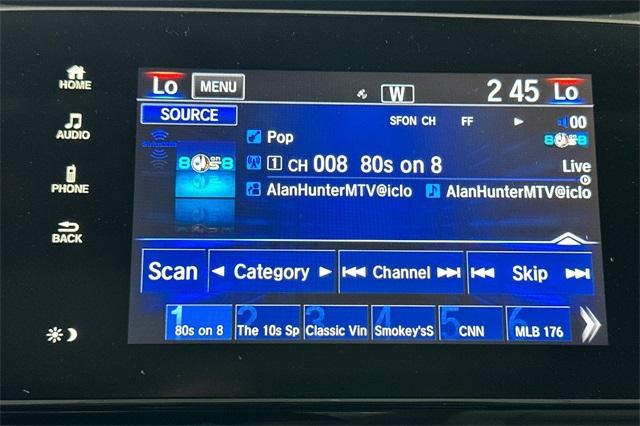 HOME
AUDIO
PHONE
BACK
Lo MENU W 2 45 Lo
SOURCE SFON CH FF 00
Pop
1 CH 008 80s on 8 Live
AlanHunterMTV@iclo AlanHunterMTV@iclo
Scan Category Channel Skip
1 80s on 8
2 The 10s Sp
3 Classic Vin
4 Smokey'sS
5 CNN
6 MLB 176